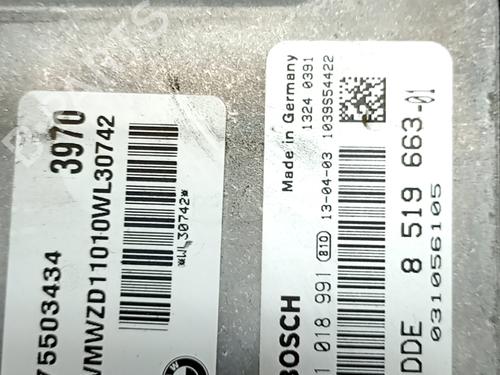 3970
75503434
VMWZD11010WL30742
*WL30742*
Made in Germany
1324 0391
1039S54422
BOSCH
1 018 991 810 13-04-03
DDE 8 519 663-01
031056105